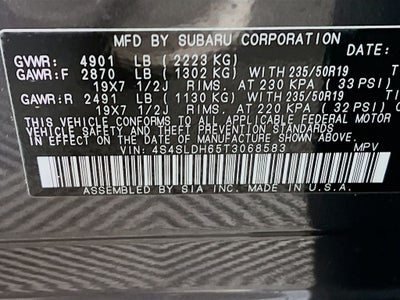 MFD BY SUBARU CORPORATION DATE:
GVWR: 4901 LB (2223 KG)
GAWR:F 2870 LB (1302 KG) WITH 235/50R19
19X7 1/2J RIMS. AT 230 KPA (33 PSI)
GAWR:R 2491 LB (1130 KG) WITH 235/50R19
19X7 1/2J RIMS. AT 220 KPA (32 PSI)
THIS VEHICLE CONFORMS TO ALL APPLICABLE FEDERAL MOTOR
VEHICLE SAFETY BUMPER AND THEFT PREVENTION STANDARDS
IN EFFECT ON THE DATE OF MANUFACTURE SHOWN ABOVE.
VIN: 4S4SLDH65T3068583 MPV
ASSEMBLED BY SIA INC. MADE IN U.S.A.